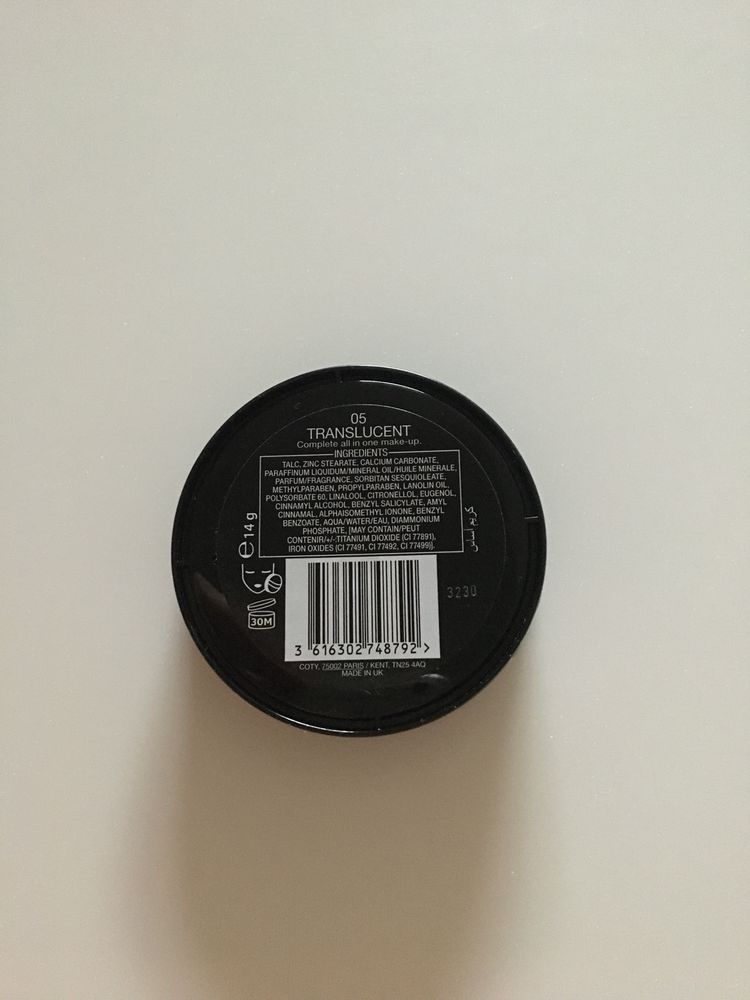 05
TRANSLUCENT
Complete all in one make-up.
INGREDIENTS
TALC, ZINC STEARATE, CALCIUM CARBONATE,
PARAFFINUM LIQUIDUM/MINERAL OIL/HUILE MINERALE,
PARFUM/FRAGRANCE, SORBITAN SESQUIOLEATE,
METHYLPARABEN, PROPYLPARABEN, LANOLIN OIL,
POLYSORBATE 60, LINALOOL, CITRONELLOL, EUGENOL,
CINNAMYL ALCOHOL, BENZYL SALICYLATE, AMYL
CINNAMAL, ALPHAISOMETHYL IONONE, BENZYL
BENZOATE, AQUA/WATER/EAU, DIAMMONIUM
PHOSPHATE, [MAY CONTAIN/PEUT
CONTENIR/+/-:TITANIUM DIOXIDE (CI 77891),
IRON OXIDES (CI 77491, CI 77492, CI 77499)].
e 14 g
كريم أساس
30M
3230
3 616302 748792 >
COTY, 75002 PARIS / KENT, TN25 4AQ
MADE IN UK